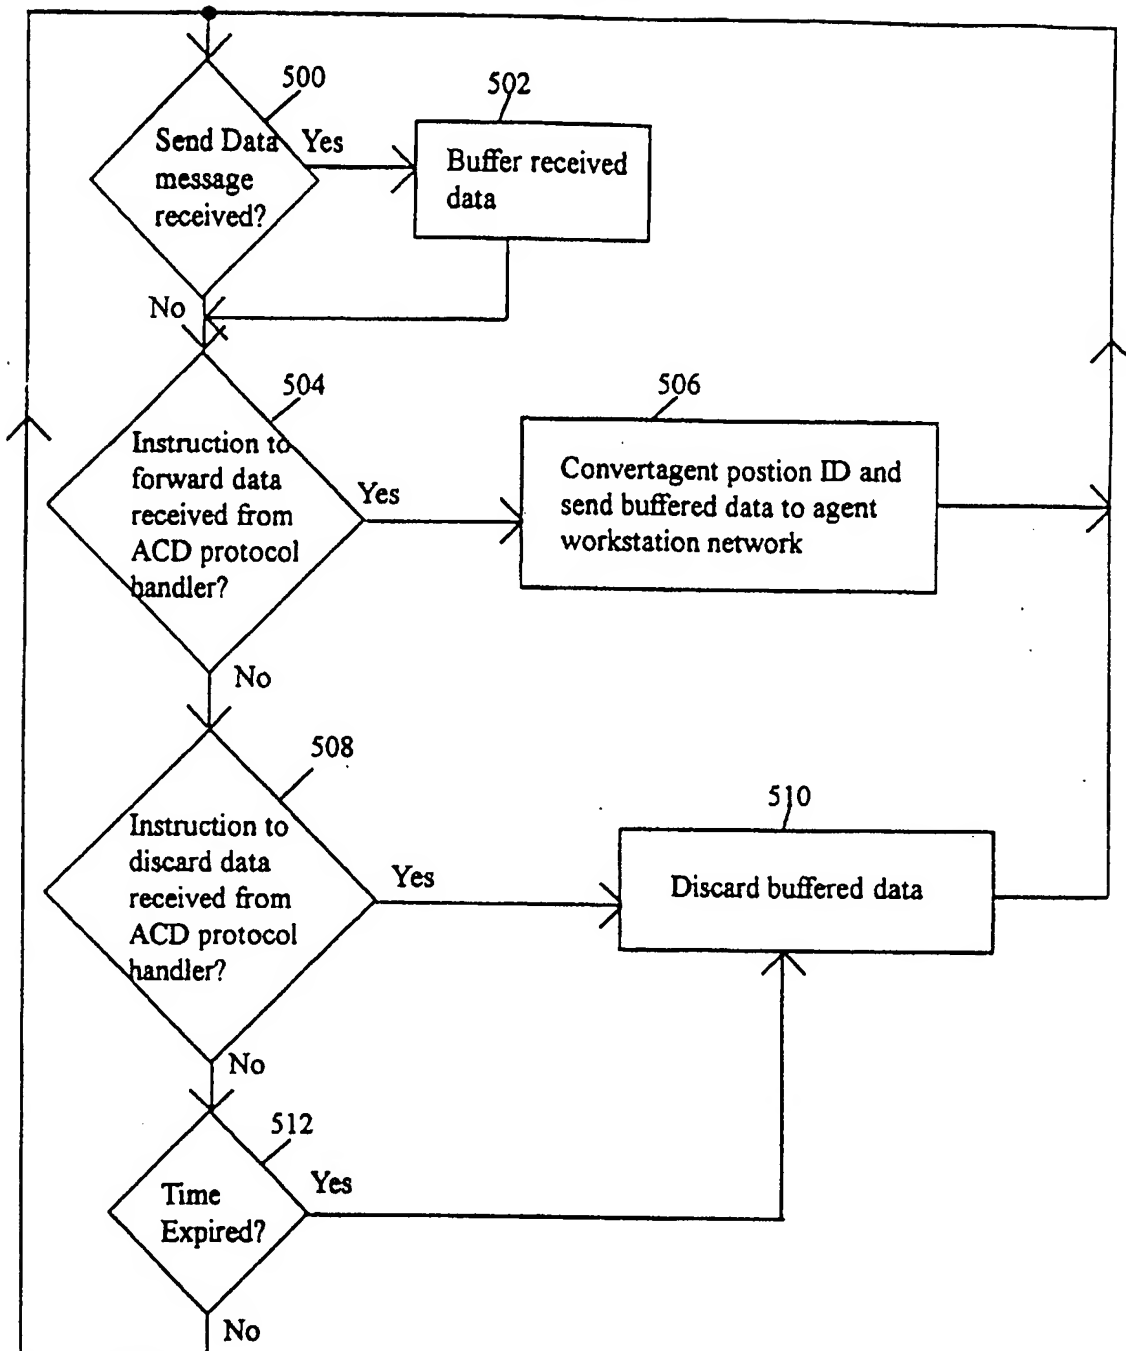 500
502
Send Data
message
received?
Yes
Buffer received
data
No
504
506
Instruction to
forward data
received from
ACD protocol
handler?
Yes
Convertagent postion ID and
send buffered data to agent
workstation network
No
508
510
Instruction to
discard data
received from
ACD protocol
handler?
Yes
Discard buffered data
No
512
Time
Expired?
Yes
No